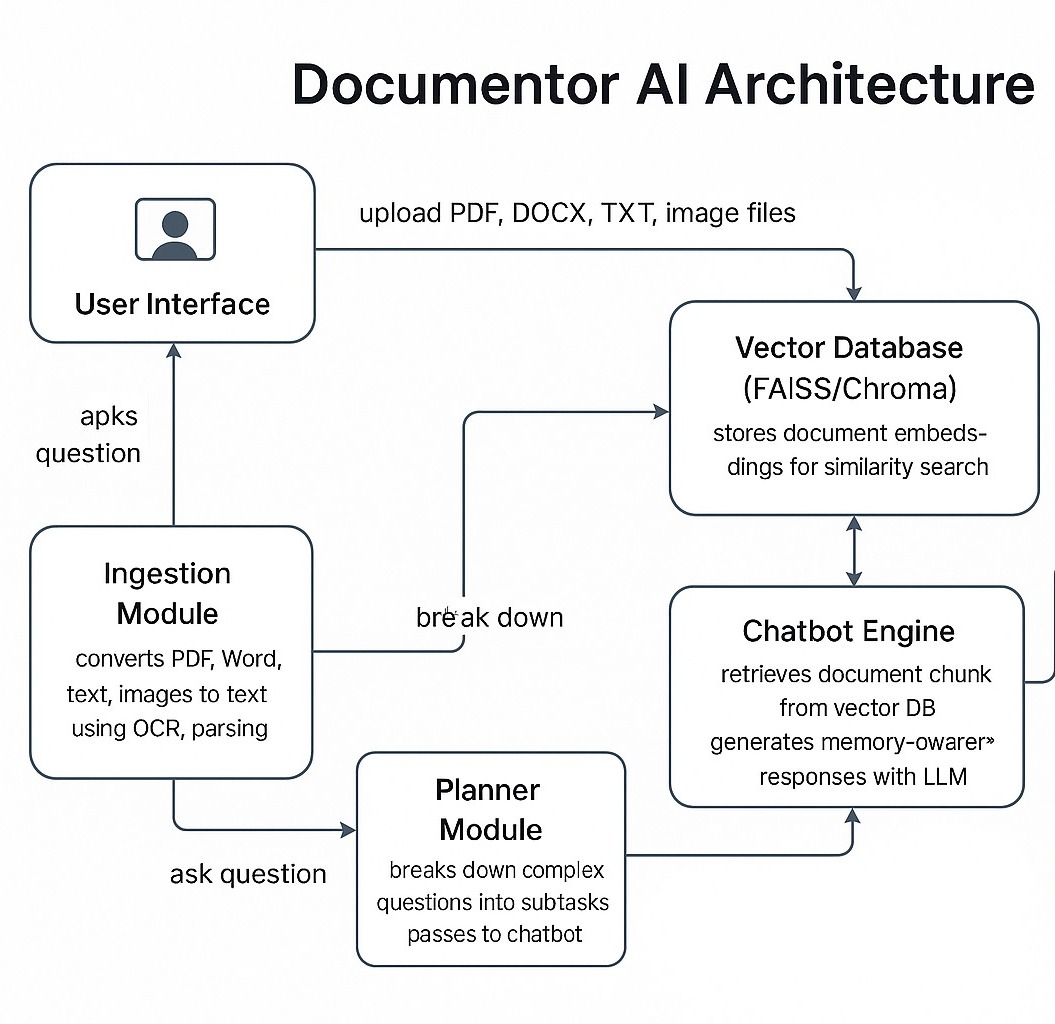 Documentor AI Architecture
User Interface
upload PDF, DOCX, TXT, image files
Vector Database
(FAISS/Chroma)
stores document embeds-
dings for similarity search
apks
question
Ingestion
Module
converts PDF, Word,
text, images to text
using OCR, parsing
break down
Chatbot Engine
retrieves document chunk
from vector DB
generates memory-owarer»
responses with LLM
ask question
Planner
Module
breaks down complex
questions into subtasks
passes to chatbot